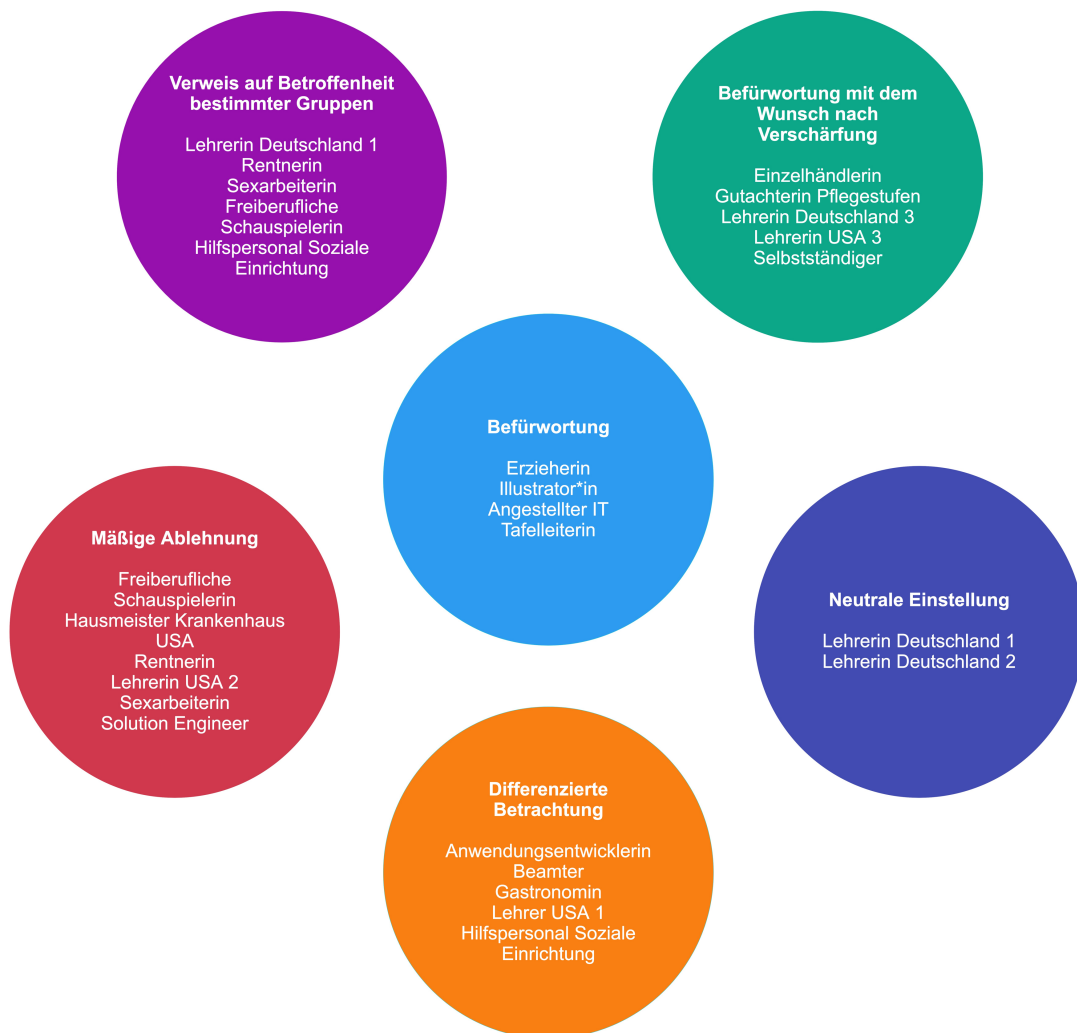 Verweis auf Betroffenheit
bestimmter Gruppen
Lehrerin Deutschland 1
Rentnerin
Sexarbeiterin
Freiberufliche
Schauspielerin
Hilfspersonal Soziale
Einrichtung
Befürwortung mit dem
Wunsch nach
Verschärfung
Einzelhändlerin
Gutachterin Pflegestufen
Lehrerin Deutschland 3
Lehrerin USA 3
Selbstständiger
Befürwortung
Erzieherin
Illustrator*in
Angestellter IT
Tafelleiterin
Mäßige Ablehnung
Freiberufliche
Schauspielerin
Hausmeister Krankenhaus
USA
Rentnerin
Lehrerin USA 2
Sexarbeiterin
Solution Engineer
Neutrale Einstellung
Lehrerin Deutschland 1
Lehrerin Deutschland 2
Differenzierte
Betrachtung
Anwendungsentwicklerin
Beamter
Gastronomin
Lehrer USA 1
Hilfspersonal Soziale
Einrichtung